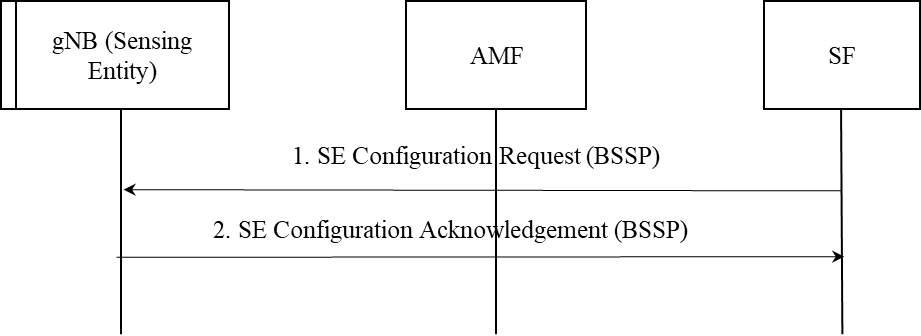 gNB (Sensing
Entity)
AMF
SF
1. SE Configuration Request (BSSP)
2. SE Configuration Acknowledgement (BSSP)